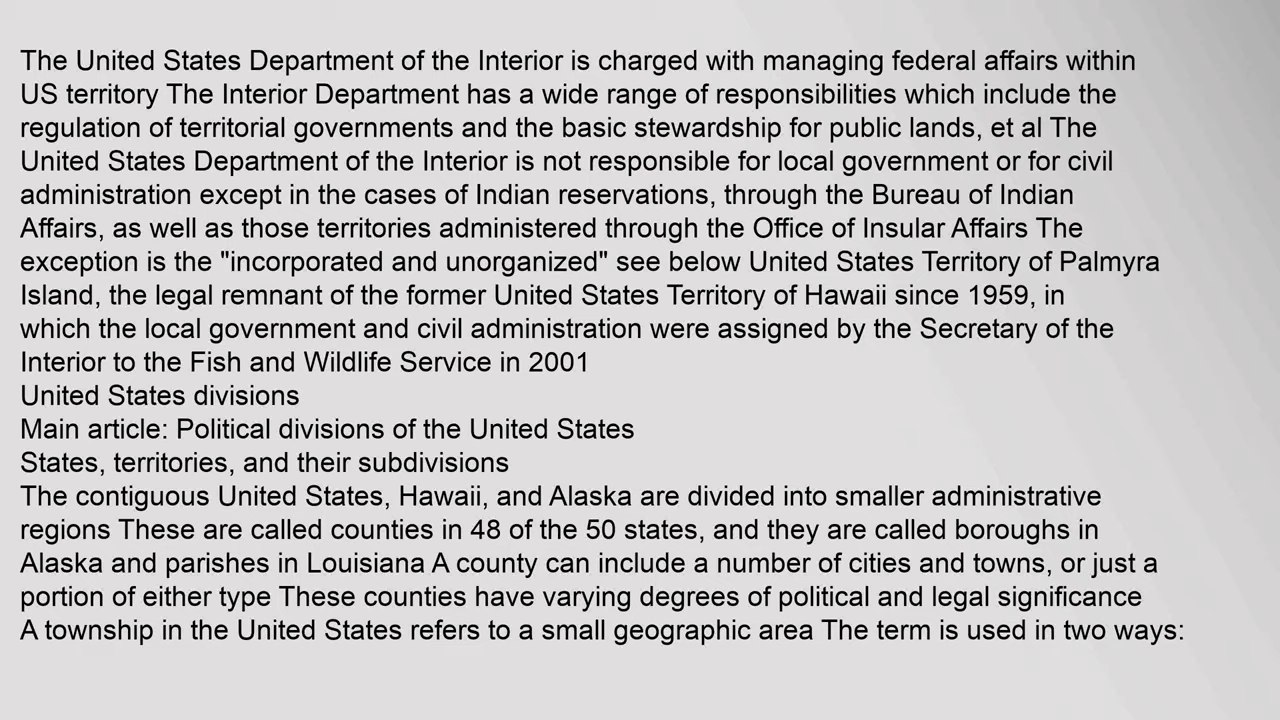 The United States Department of the Interior is charged with managing federal affairs within
US territory The Interior Department has a wide range of responsibilities which include the
regulation of territorial governments and the basic stewardship for public lands, et al The
United States Department of the Interior is not responsible for local government or for civil
administration except in the cases of Indian reservations, through the Bureau of Indian
Affairs, as well as those territories administered through the Office of Insular Affairs The
exception is the "incorporated and unorganized" see below United States Territory of Palmyra
Island, the legal remnant of the former United States Territory of Hawaii since 1959, in
which the local government and civil administration were assigned by the Secretary of the
Interior to the Fish and Wildlife Service in 2001
United States divisions
Main article: Political divisions of the United States
States, territories, and their subdivisions
The contiguous United States, Hawaii, and Alaska are divided into smaller administrative
regions These are called counties in 48 of the 50 states, and they are called boroughs in
Alaska and parishes in Louisiana A county can include a number of cities and towns, or just a
portion of either type These counties have varying degrees of political and legal significance
A township in the United States refers to a small geographic area The term is used in two ways: